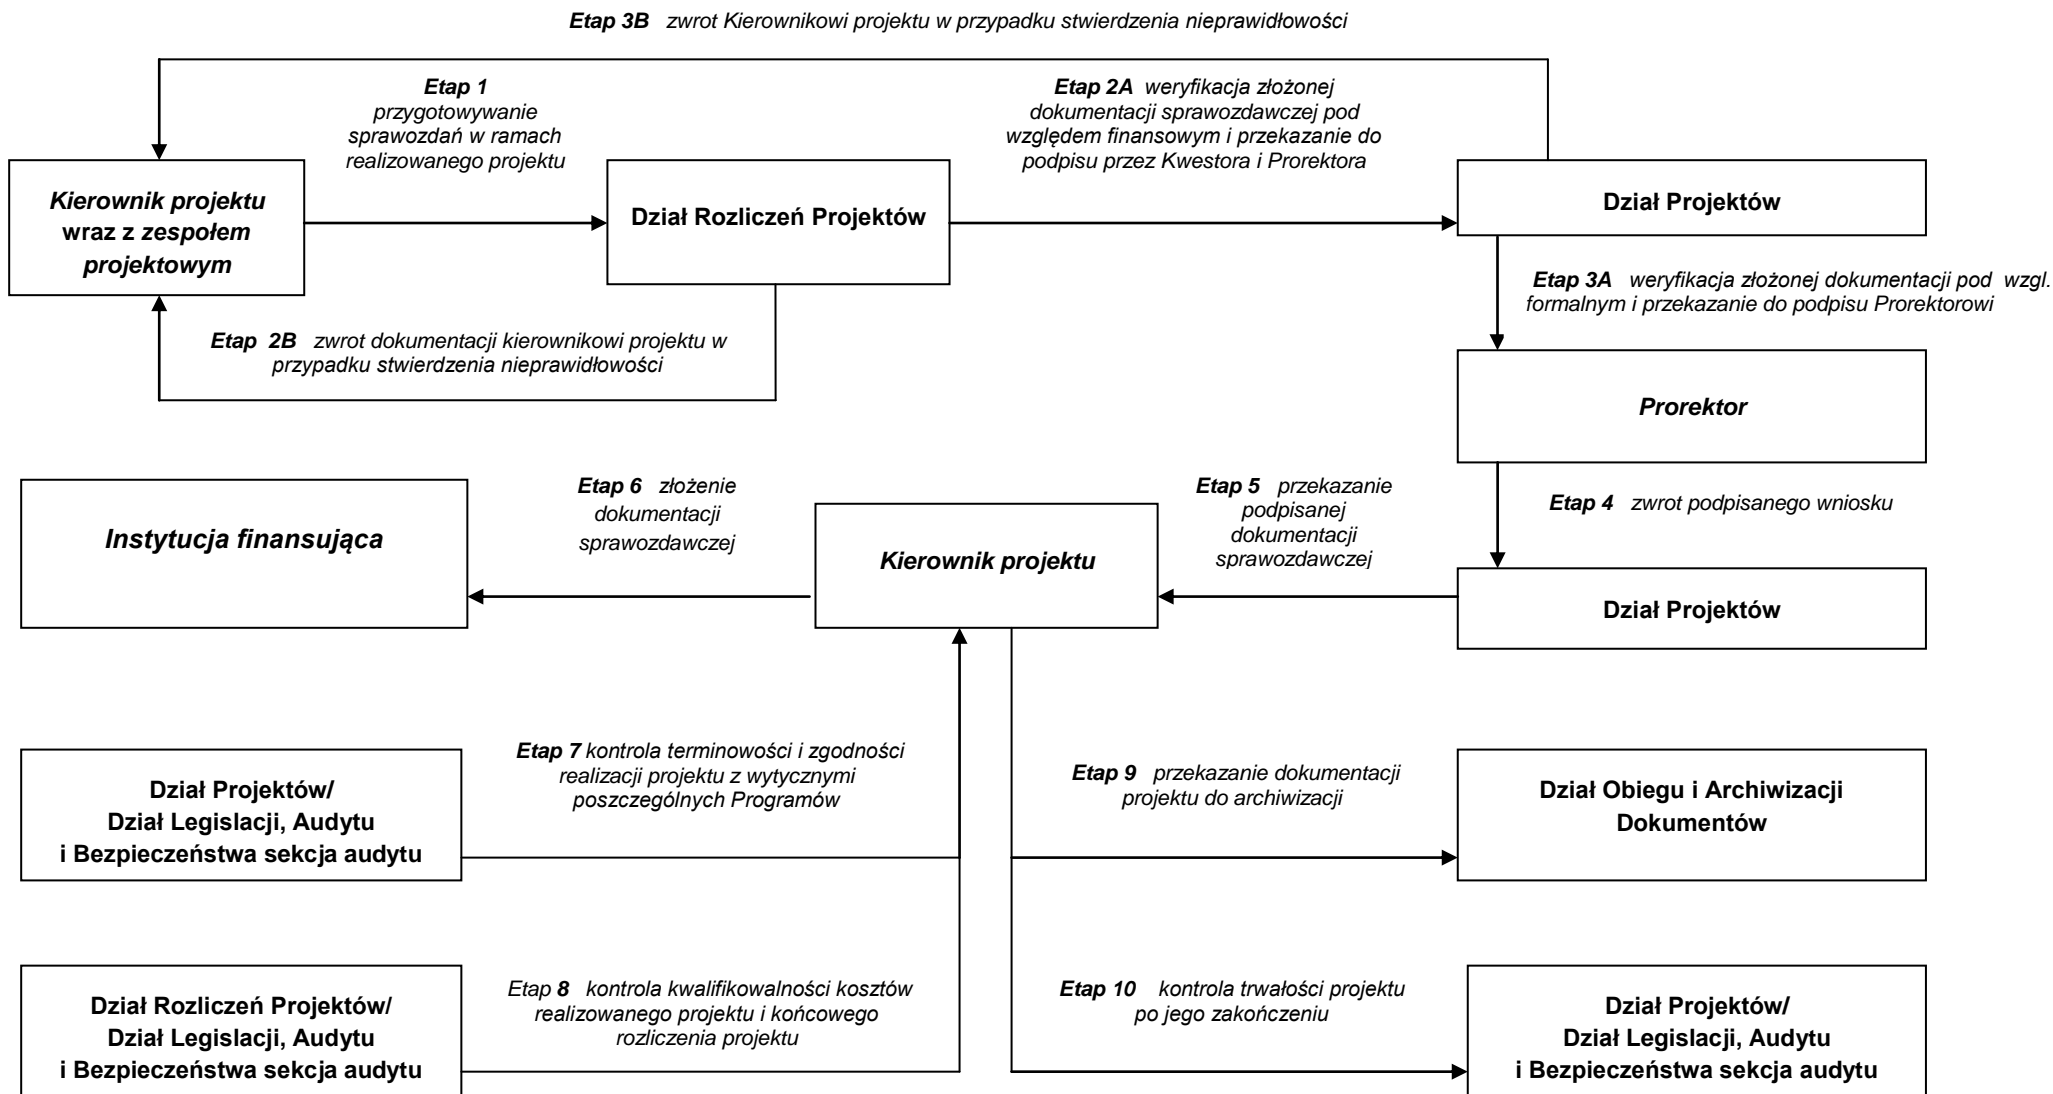 Etap 3B zwrot Kierownikowi projektu w przypadku stwierdzenia nieprawidłowości
Etap 1
przygotowywanie
sprawozdań w ramach
realizowanego projektu
Etap 2A weryfikacja złożonej
dokumentacji sprawozdawczej pod
względem finansowym i przekazanie do
podpisu przez Kwestora i Prorektora
Kierownik projektu
wraz z zespołem
projektowym
Dział Rozliczeń Projektów
Dział Projektów
Etap 3A weryfikacja złożonej dokumentacji pod wzgl.
formalnym i przekazanie do podpisu Prorektorowi
Etap 2B zwrot dokumentacji kierownikowi projektu w
przypadku stwierdzenia nieprawidłowości
Prorektor
Etap 4 zwrot podpisanego wniosku
Instytucja finansująca
Etap 6 złożenie
dokumentacji
sprawozdawczej
Kierownik projektu
Etap 5 przekazanie
podpisanej
dokumentacji
sprawozdawczej
Dział Projektów
Dział Projektów/
Dział Legislacji, Audytu
i Bezpieczeństwa sekcja audytu
Etap 7 kontrola terminowości i zgodności
realizacji projektu z wytycznymi
poszczególnych Programów
Etap 9 przekazanie dokumentacji
projektu do archiwizacji
Dział Obiegu i Archiwizacji
Dokumentów
Dział Rozliczeń Projektów/
Dział Legislacji, Audytu
i Bezpieczeństwa sekcja audytu
Etap 8 kontrola kwalifikowalności kosztów
realizowanego projektu i końcowego
rozliczenia projektu
Etap 10 kontrola trwałości projektu
po jego zakończeniu
Dział Projektów/
Dział Legislacji, Audytu
i Bezpieczeństwa sekcja audytu